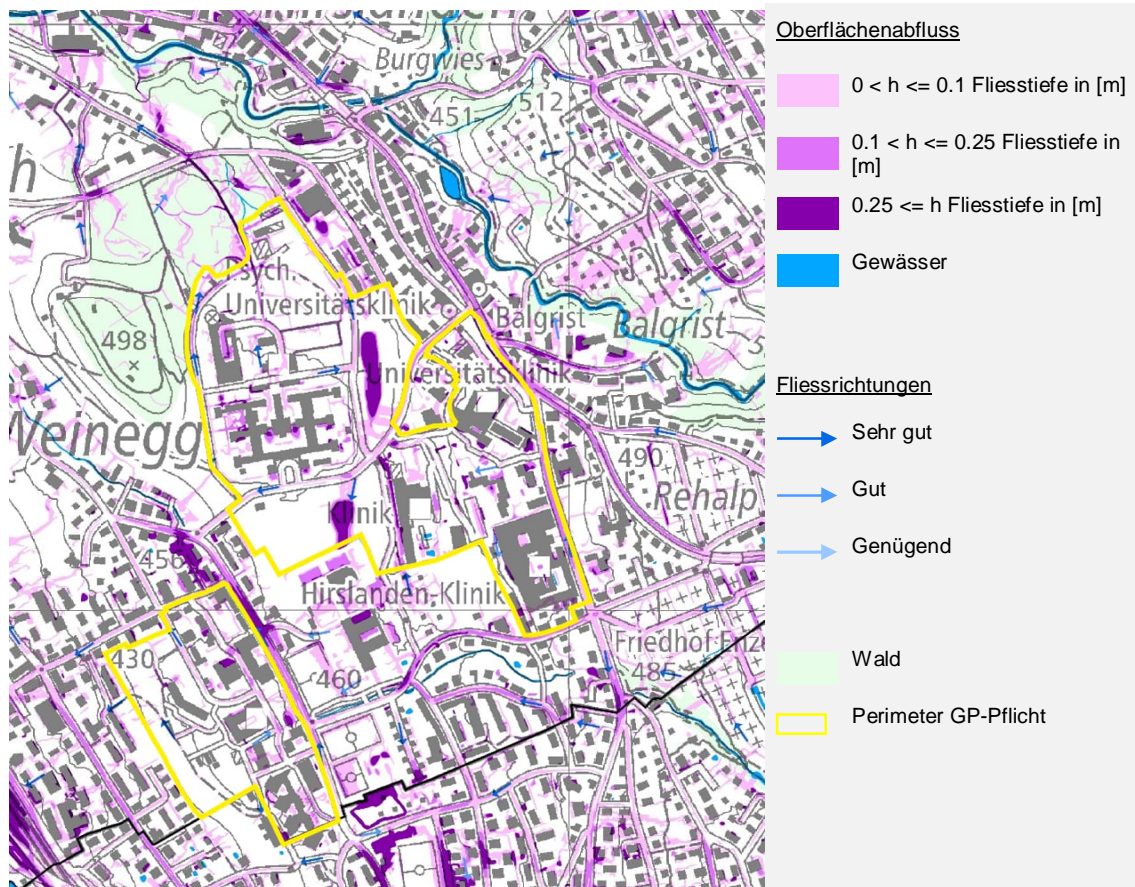 Burgwies
512
451
Psych.
Universitätsklinik
Balgrist
Balgrist
498
Universitätsklinik
Weinegg
490
Rehalp
Klinik
456
Hirslanden-Klinik
Friedhof Enze
430
460
485
Oberflächenabfluss
0 < h <= 0.1 Fliesstiefe in [m]
0.1 < h <= 0.25 Fliesstiefe in
[m]
0.25 <= h Fliesstiefe in [m]
Gewässer
Fliessrichtungen
Sehr gut
Gut
Genügend
Wald
Perimeter GP-Pflicht